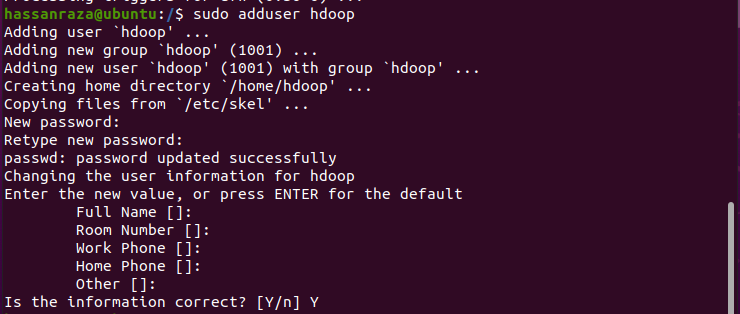 hassanraza@ubuntu:/$ sudo adduser hdoop
Adding user `hdoop' ...
Adding new group `hdoop' (1001) ...
Adding new user `hdoop' (1001) with group `hdoop' ...
Creating home directory `/home/hdoop' ...
Copying files from `/etc/skel' ...
New password:
Retype new password:
passwd: password updated successfully
Changing the user information for hdoop
Enter the new value, or press ENTER for the default
Full Name []:
Room Number []:
Work Phone []:
Home Phone []:
Other []:
Is the information correct? [Y/n] Y